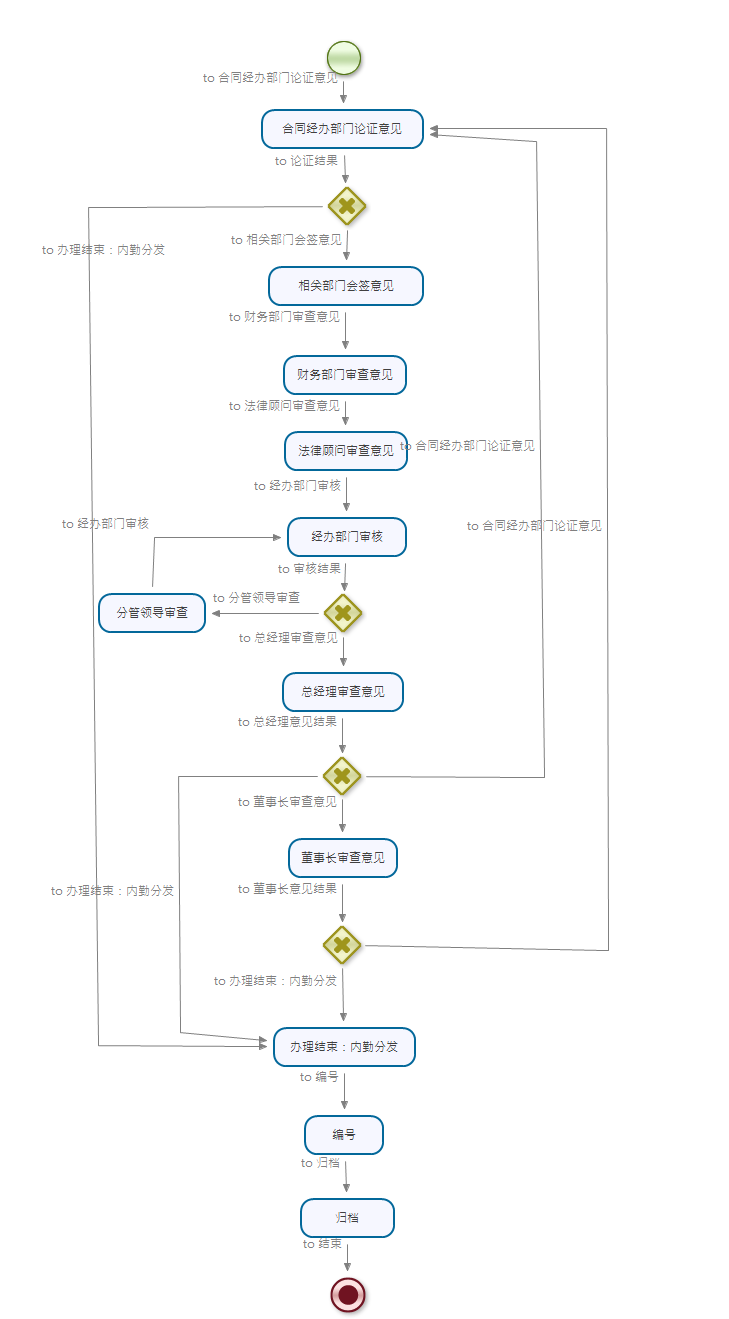 to 合同经办部门论证意见
合同经办部门论证意见
to 论证结果
to 相关部门会签意见
to 办理结束：内勤分发
相关部门会签意见
to 财务部门审查意见
财务部门审查意见
to 法律顾问审查意见
法律顾问审查意见
to 合同经办部门论证意见
to 经办部门审核
to 经办部门审核
to 合同经办部门论证意见
经办部门审核
to 审核结果
to 分管领导审查
分管领导审查
to 总经理审查意见
总经理审查意见
to 总经理意见结果
to 董事长审查意见
董事长审查意见
to 办理结束：内勤分发
to 董事长意见结果
to 办理结束：内勤分发
办理结束：内勤分发
to 编号
编号
to 归档
归档
to 结束